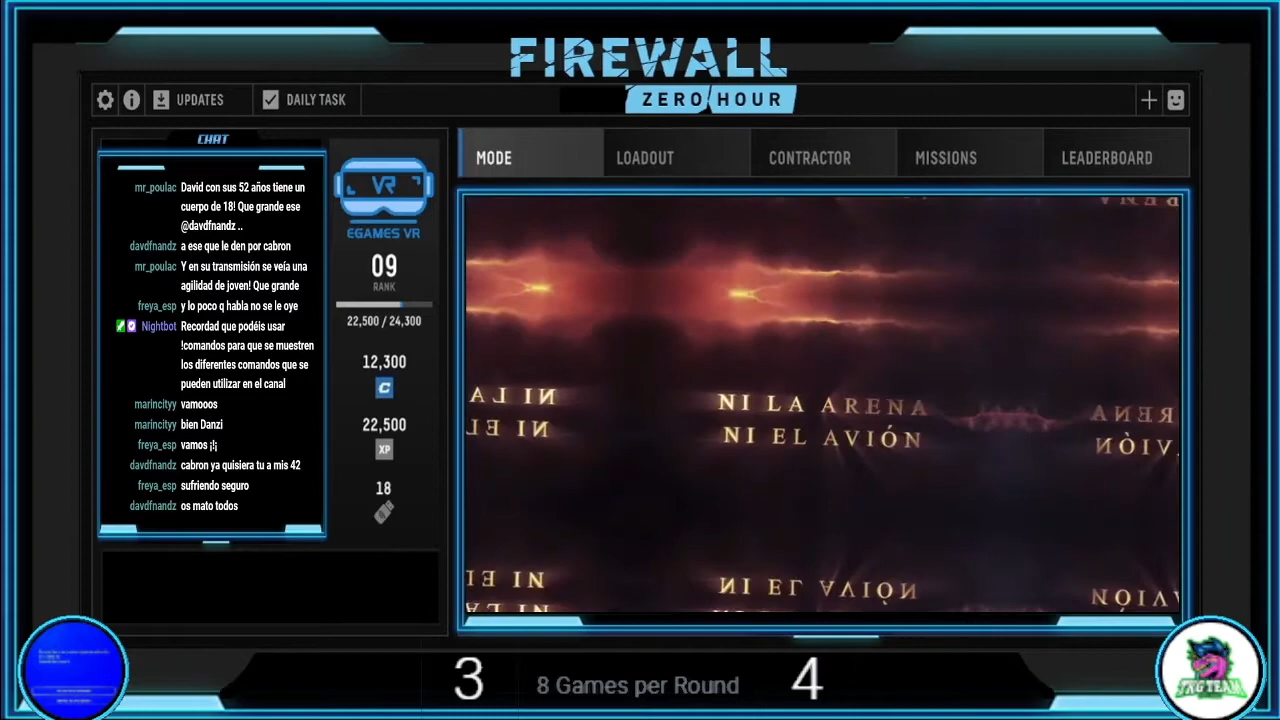 FIREWALL
ZERO HOUR
UPDATES
DAILY TASK
CHAT
mr_poulac David con sus 52 años tiene un
cuerpo de 18! Que grande ese
@davdfnandz ..
davdfnandz a ese que le den por cabron
mr_poulac Y en su transmisión se veía una
agilidad de joven! Que grande
freya_esp y lo poco q habla no se le oye
Nightbot Recordad que podéis usar
!comandos para que se muestren
los diferentes comandos que se
pueden utilizar en el canal
marincityy vamooos
marincityy bien Danzi
freya_esp vamos ¡¡¡
davdfnandz cabron ya quisiera tu a mis 42
freya_esp sufriendo seguro
davdfnandz os mato todos
VR
EGAMES VR
09
RANK
22,500 / 24,300
12,300
C
22,500
XP
18
MODE
LOADOUT
CONTRACTOR
MISSIONS
LEADERBOARD
NI LA ARENA
NI EL AVIÓN
NI EL AVIÓN
3
8 Games per Round
4
TEAM